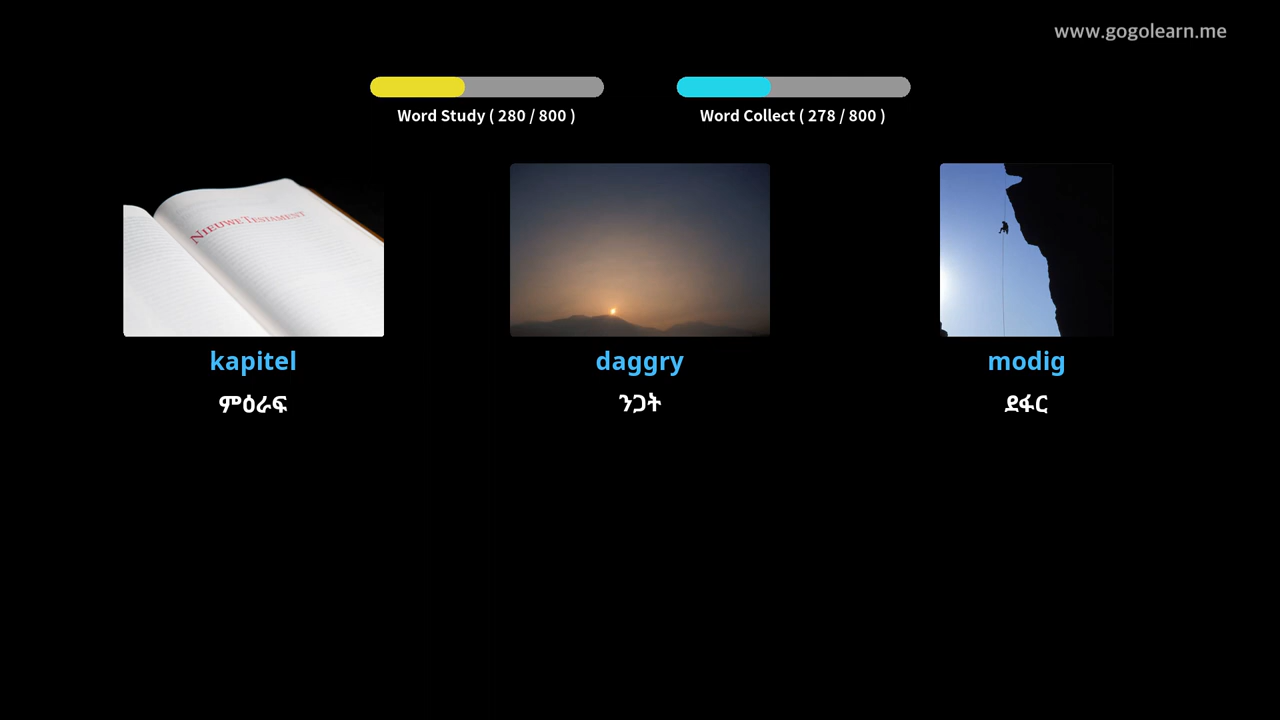 www.gogolearn.me
Word Study ( 280 / 800 )
Word Collect ( 278 / 800 )
NIEUWE TESTAMENT
kapitel
daggry
modig
ምዕራፍ
ንጋት
ደፋር